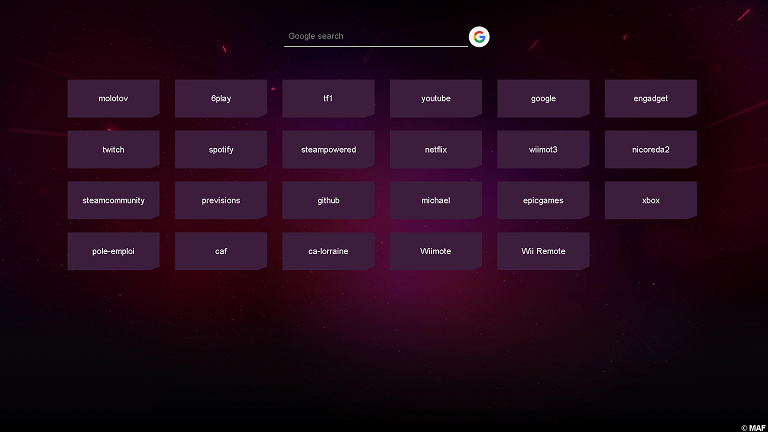 Google search
molotov 6play tf1 youtube google engadget
twitch spotify steampowered netflix wiimot3 nicoreda2
steamcommunity previsions github michael epicgames xbox
pole-emploi caf ca-lorraine Wiimote Wii Remote
© MAF